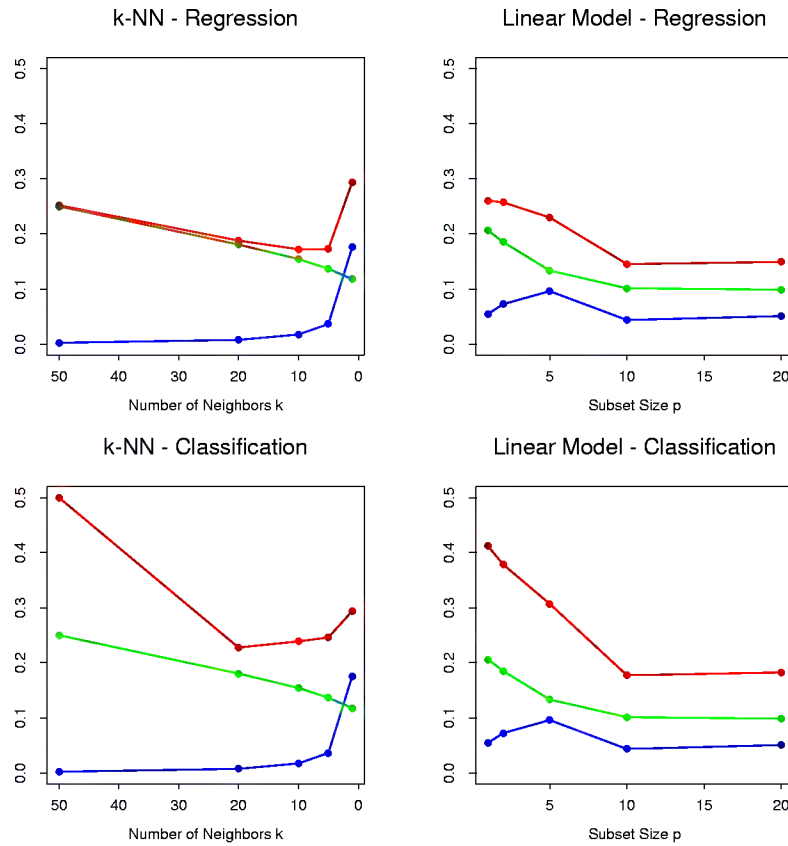 k-NN - Regression
0.5
0.4
0.3
0.2
0.1
0.0
50 40 30 20 10 0
Number of Neighbors k
Linear Model - Regression
0.5
0.4
0.3
0.2
0.1
0.0
5 10 15 20
Subset Size p
k-NN - Classification
0.5
0.4
0.3
0.2
0.1
0.0
50 40 30 20 10 0
Number of Neighbors k
Linear Model - Classification
0.5
0.4
0.3
0.2
0.1
0.0
5 10 15 20
Subset Size p